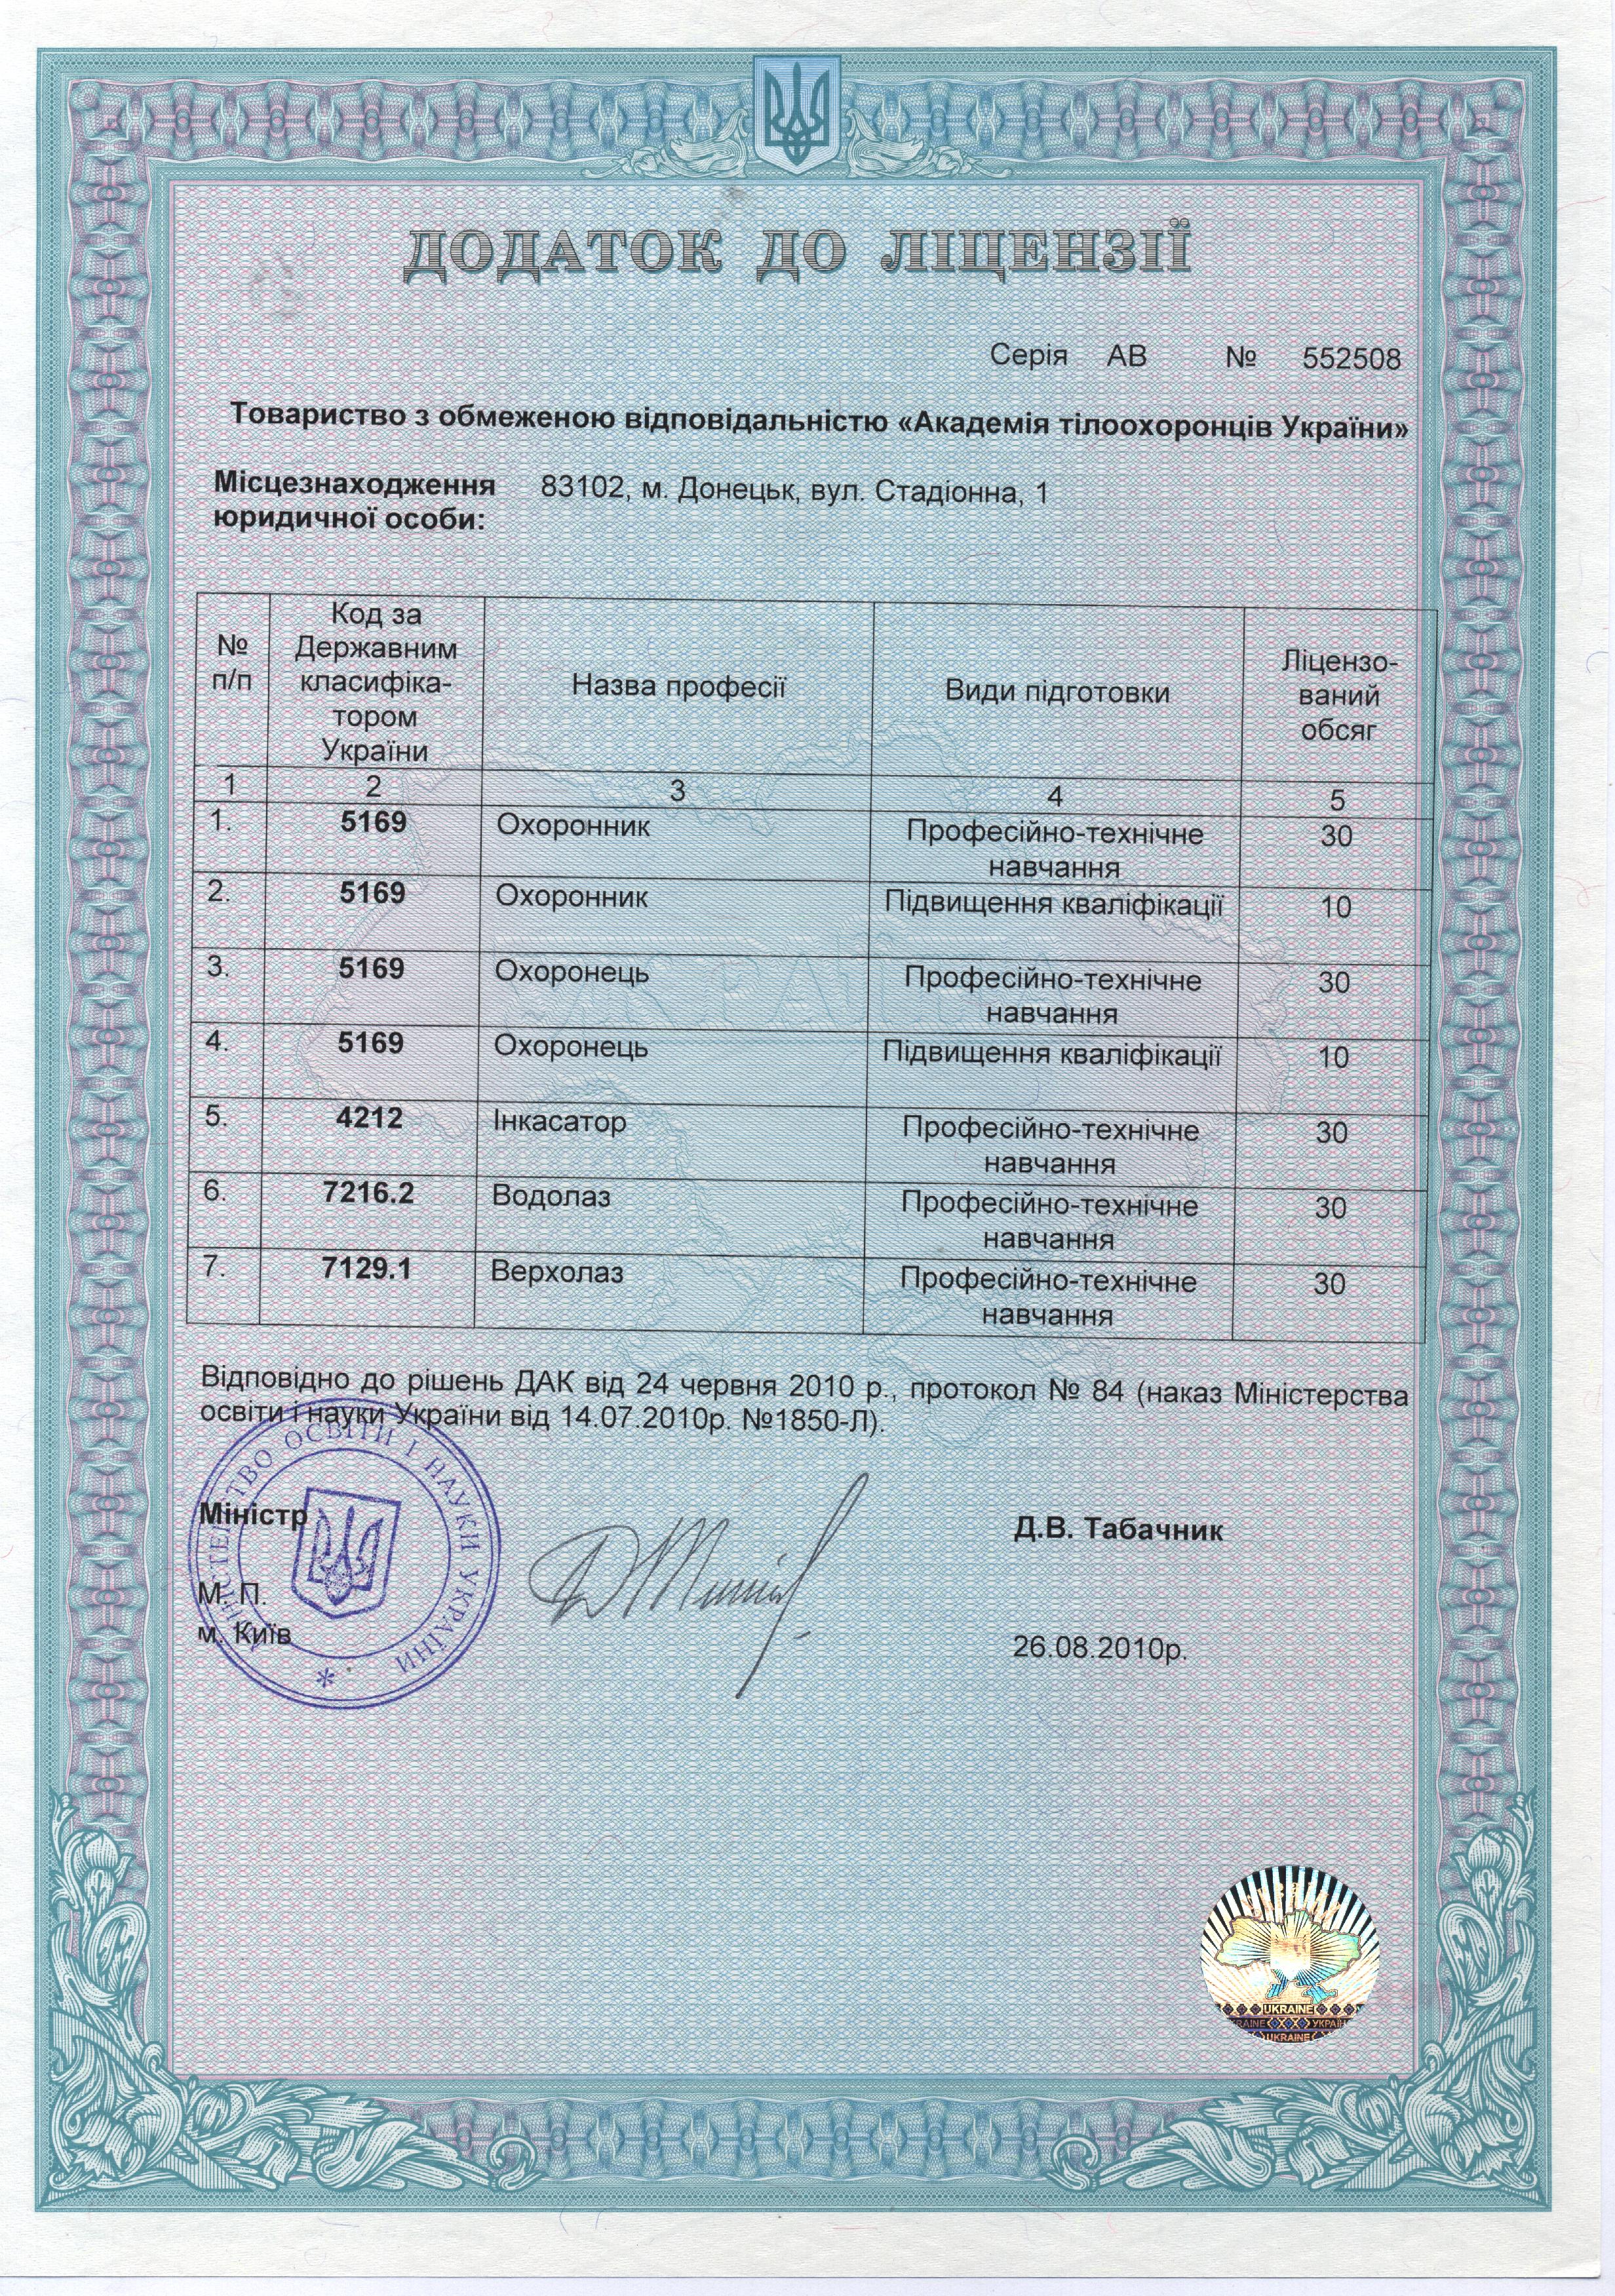 ДОДАТОК ДО ЛІЦЕНЗІЇ
Серія АВ № 552508
Товариство з обмеженою відповідальністю «Академія тілоохоронців України»
Місцезнаходження 83102, м. Донецьк, вул. Стадіонна, 1
юридичної особи:
№ п/п Код за Державним класифіка-тором України Назва професії Види підготовки Ліцензо-ваний обсяг
1 2 3 4 5
1. 5169 Охоронник Професійно-технічне навчання 30
2. 5169 Охоронник Підвищення кваліфікації 10
3. 5169 Охоронець Професійно-технічне навчання 30
4. 5169 Охоронець Підвищення кваліфікації 10
5. 4212 Інкасатор Професійно-технічне навчання 30
6. 7216.2 Водолаз Професійно-технічне навчання 30
7. 7129.1 Верхолаз Професійно-технічне навчання 30
Відповідно до рішень ДАК від 24 червня 2010 р., протокол № 84 (наказ Міністерства
освіти і науки України від 14.07.2010р. №1850-Л).
МІНІСТЕРСТВО ОСВІТИ І НАУКИ УКРАЇНИ
Міністр
Д.В. Табачник
М. П.
м. Київ
26.08.2010р.
UKRAINE
UKRAINE